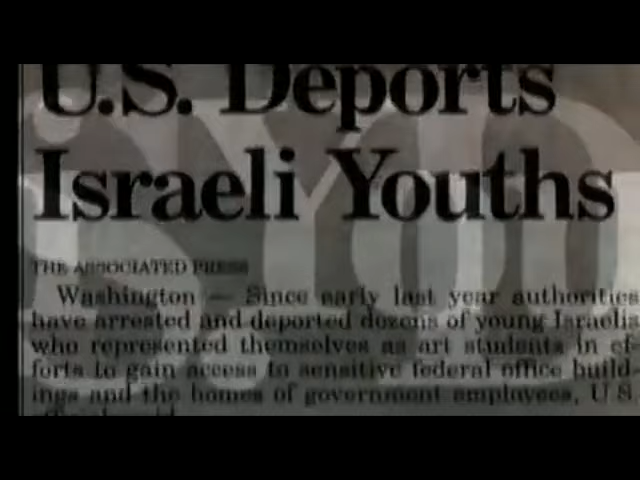 U.S. Deports
Israeli Youths
THE ASSOCIATED PRESS
Washington — Since early last year authorities
have arrested and deported dozens of young Israelis
who represented themselves as art students in ef-
forts to gain access to sensitive federal office build-
ings and the homes of government employees, U.S.